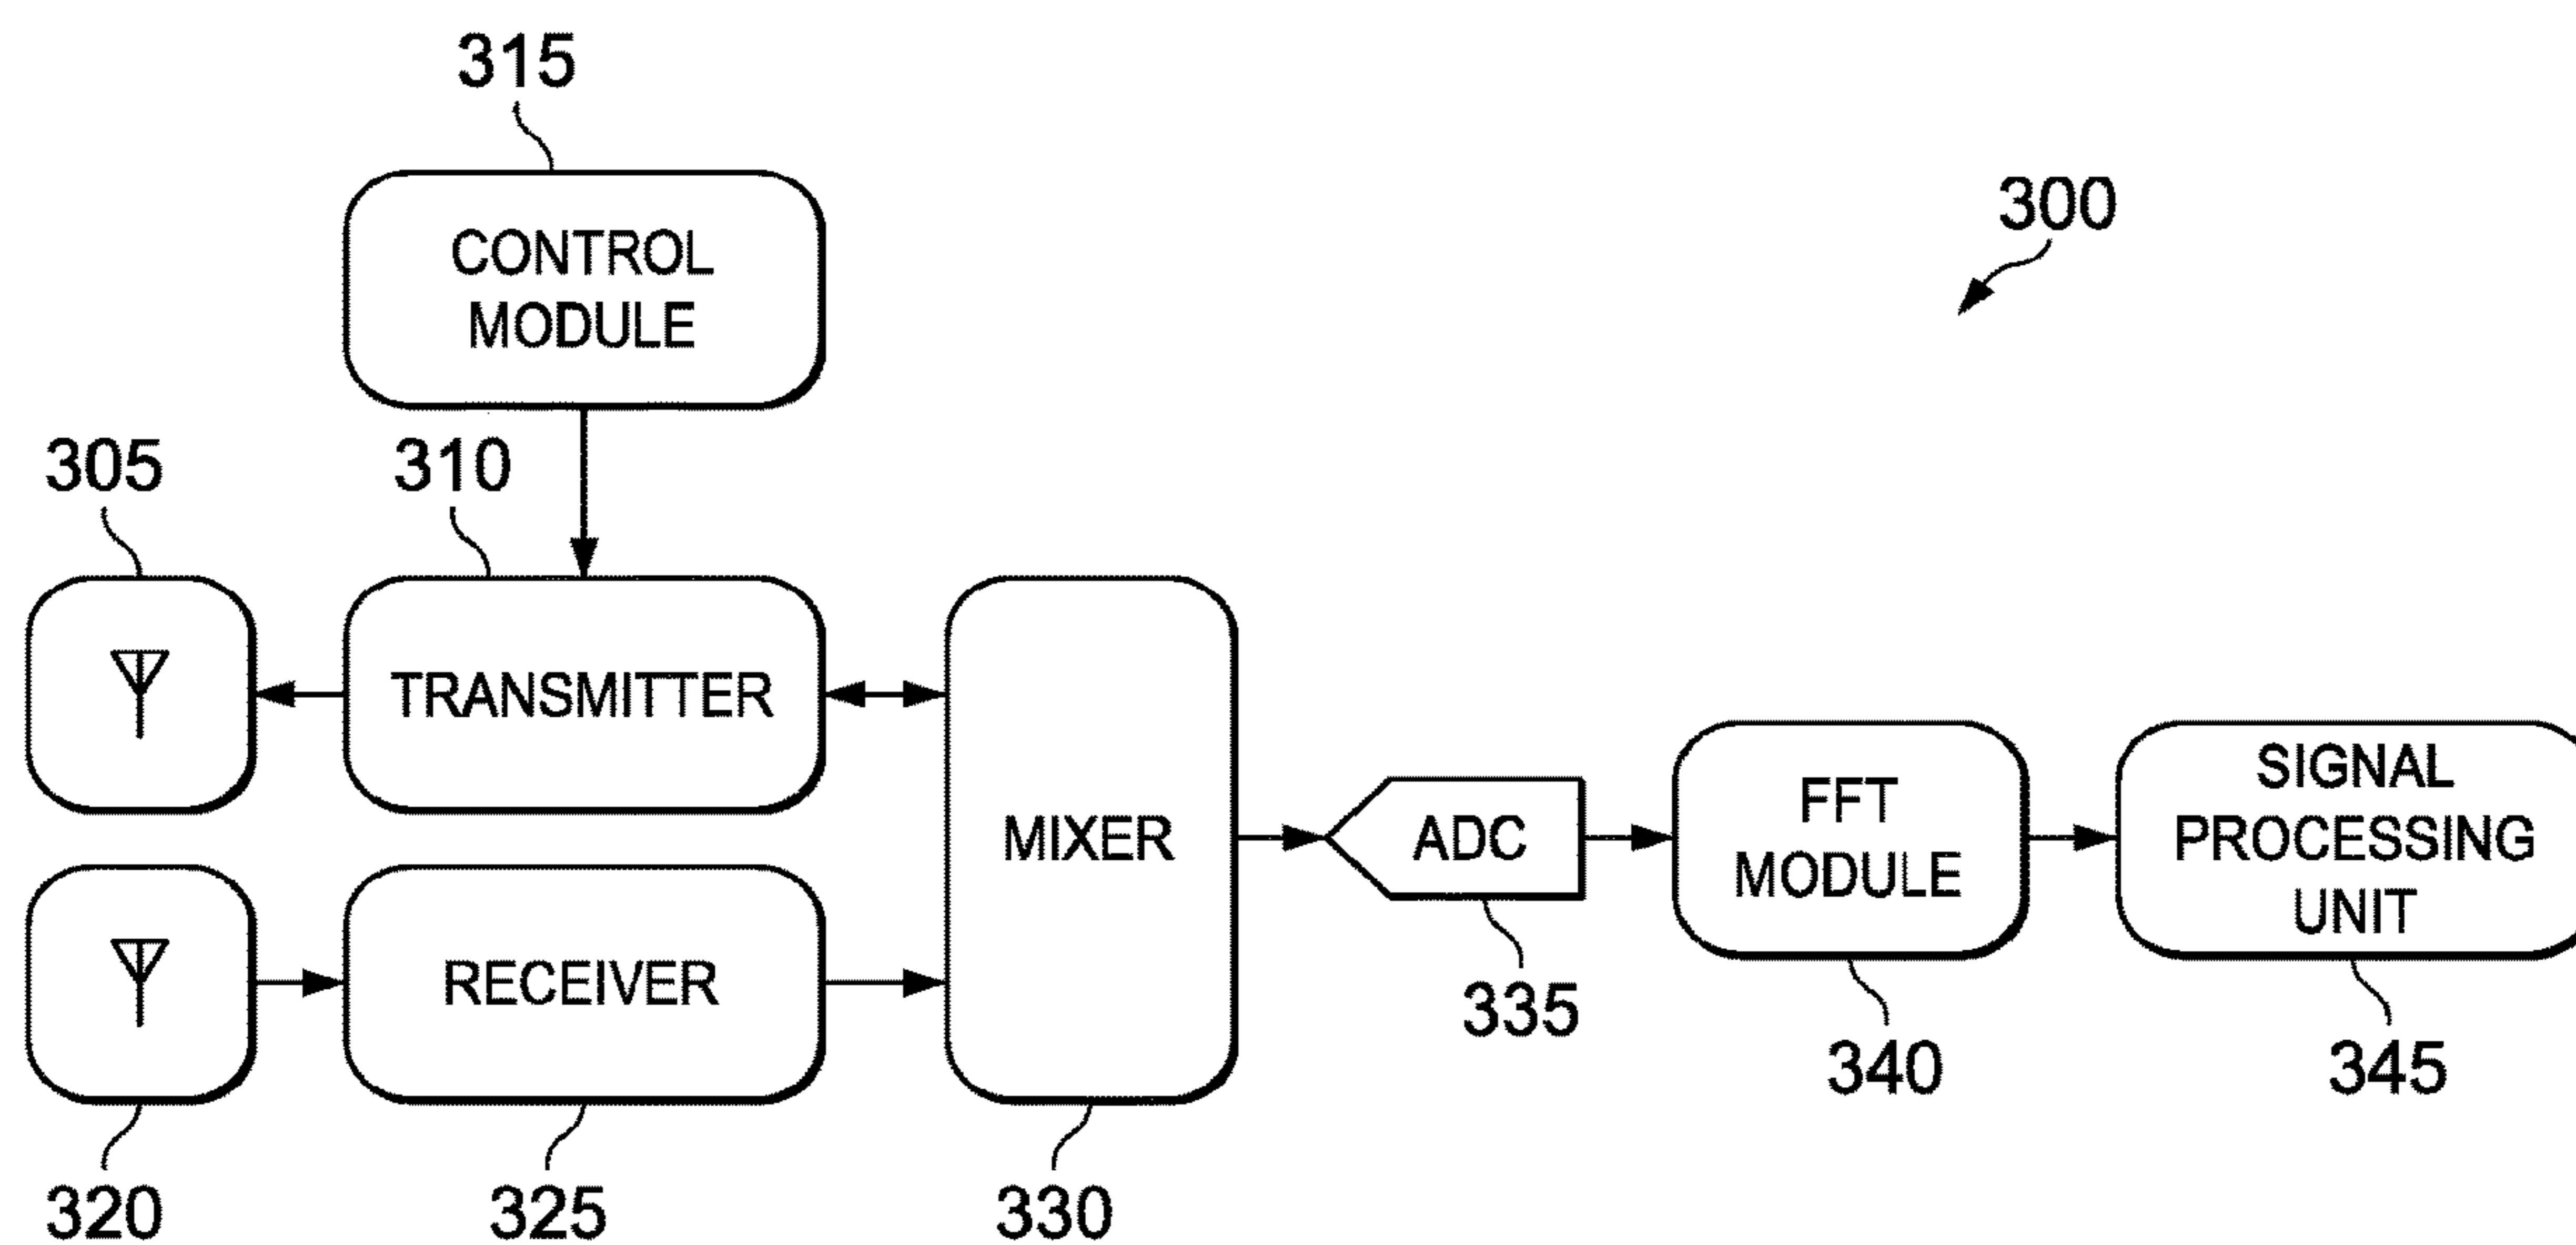 315
CONTROL
MODULE
300
305
310
TRANSMITTER
RECEIVER
MIXER
ADC
FFT
MODULE
SIGNAL
PROCESSING
UNIT
335
340
345
320
325
330